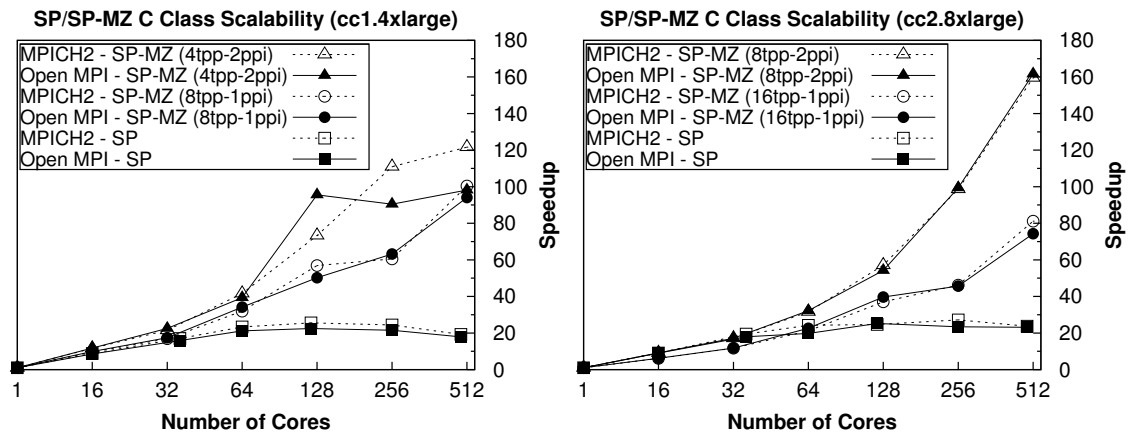 SP/SP-MZ C Class Scalability (cc1.4xlarge)
MPICH2 - SP-MZ (4tpp-2ppi)
Open MPI - SP-MZ (4tpp-2ppi)
MPICH2 - SP-MZ (8tpp-1ppi)
Open MPI - SP-MZ (8tpp-1ppi)
MPICH2 - SP
Open MPI - SP
180
160
140
120
100
80
60
40
20
0
Speedup
1 16 32 64 128 256 512
Number of Cores
SP/SP-MZ C Class Scalability (cc2.8xlarge)
MPICH2 - SP-MZ (8tpp-2ppi)
Open MPI - SP-MZ (8tpp-2ppi)
MPICH2 - SP-MZ (16tpp-1ppi)
Open MPI - SP-MZ (16tpp-1ppi)
MPICH2 - SP
Open MPI - SP
180
160
140
120
100
80
60
40
20
0
Speedup
1 16 32 64 128 256 512
Number of Cores